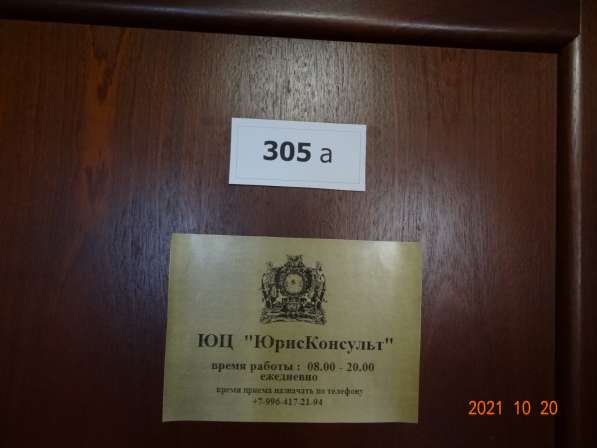 305 а
ЮЦ "ЮрисКонсульт"
время работы : 08.00 - 20.00
ежедневно
время приема назначать по телефону
+7-996-417-21-94
2021 10 20